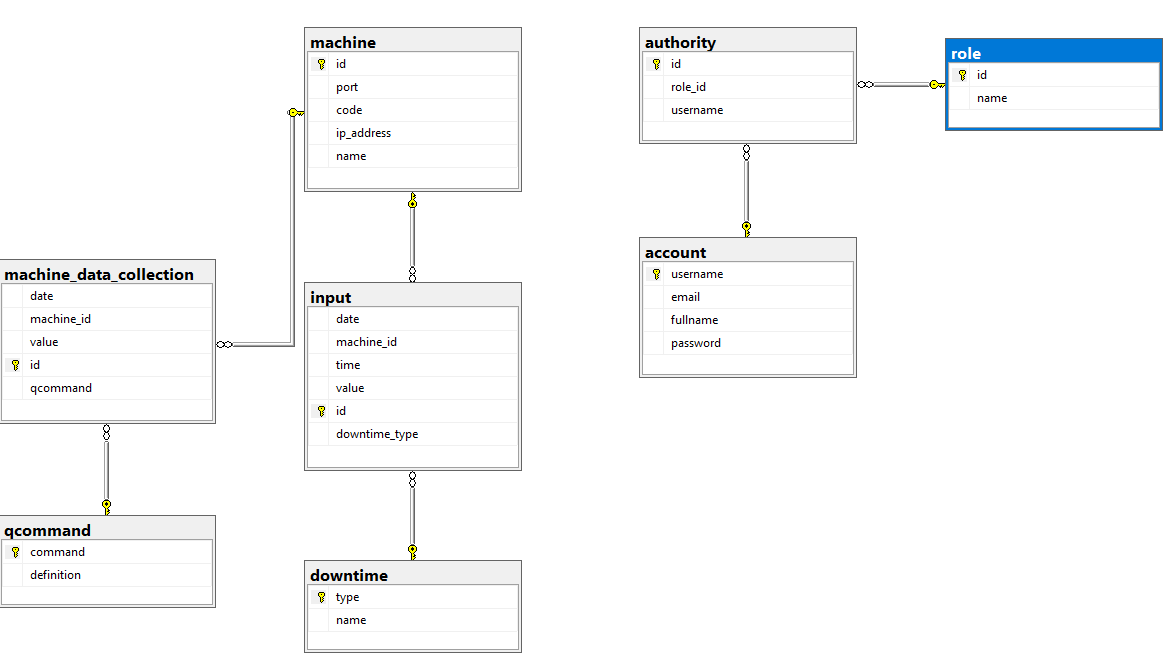 machine
id
port
code
ip_address
name
authority
id
role_id
username
role
id
name
machine_data_collection
date
machine_id
value
id
qcommand
input
date
machine_id
time
value
id
downtime_type
account
username
email
fullname
password
qcommand
command
definition
downtime
type
name